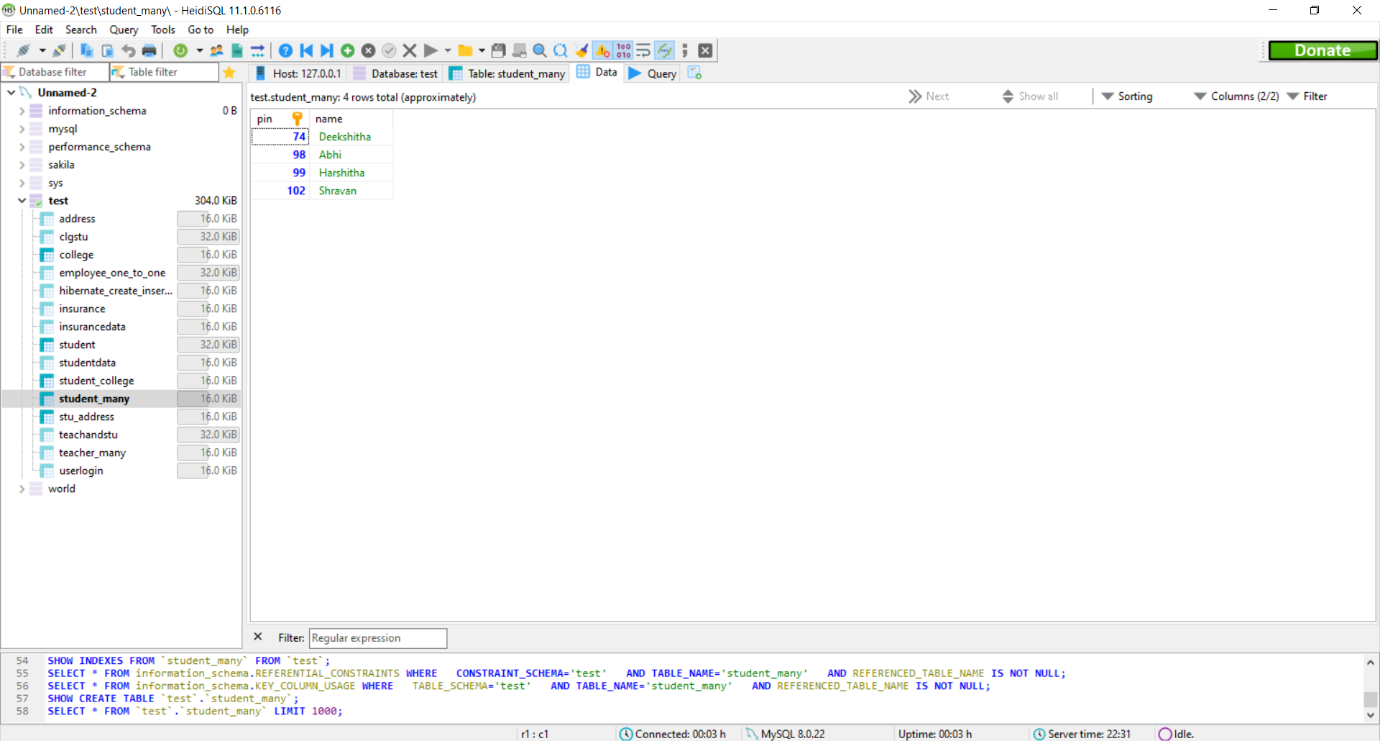 Unnamed-2\test\student_many\ - HeidiSQL 11.1.0.6116
File Edit Search Query Tools Go to Help
Donate
Database filter Table filter Host: 127.0.0.1 Database: test Table: student_many Data Query
test.student_many: 4 rows total (approximately) Next Show all Sorting Columns (2/2) Filter
pin name
74 Deekshitha
98 Abhi
99 Harshitha
102 Shravan
Unnamed-2
information_schema 0 B
mysql
performance_schema
sakila
sys
test 304.0 KiB
address 16.0 KiB
clgstu 32.0 KiB
college 16.0 KiB
employee_one_to_one 32.0 KiB
hibernate_create_inser... 16.0 KiB
insurance 16.0 KiB
insurancedata 16.0 KiB
student 32.0 KiB
studentdata 16.0 KiB
student_college 16.0 KiB
student_many 16.0 KiB
stu_address 16.0 KiB
teachandstu 32.0 KiB
teacher_many 16.0 KiB
userlogin 16.0 KiB
world
Filter: Regular expression
54 SHOW INDEXES FROM `student_many` FROM `test`;
55 SELECT * FROM information_schema.REFERENTIAL_CONSTRAINTS WHERE CONSTRAINT_SCHEMA='test' AND TABLE_NAME='student_many' AND REFERENCED_TABLE_NAME IS NOT NULL;
56 SELECT * FROM information_schema.KEY_COLUMN_USAGE WHERE TABLE_SCHEMA='test' AND TABLE_NAME='student_many' AND REFERENCED_TABLE_NAME IS NOT NULL;
57 SHOW CREATE TABLE `test`.`student_many`;
58 SELECT * FROM `test`.`student_many` LIMIT 1000;
r1 : c1 Connected: 00:03 h MySQL 8.0.22 Uptime: 00:03 h Server time: 22:31 Idle.